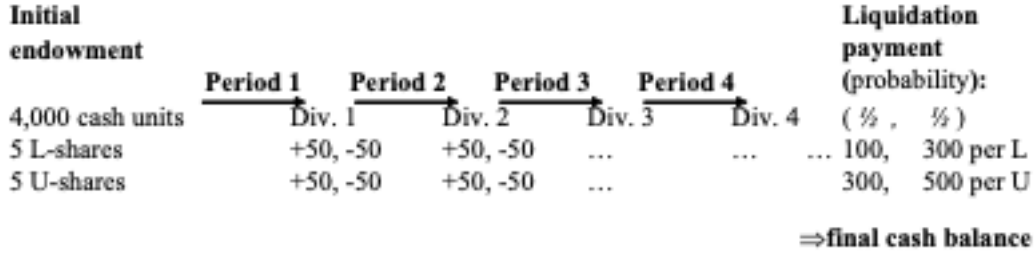 Initial
endowment
Liquidation
payment
(probability):
Period 1 Period 2 Period 3 Period 4
4,000 cash units Div. 1 Div. 2 Div. 3 Div. 4 ( ½ , ½ )
5 L-shares +50, -50 +50, -50 … … … 100, 300 per L
5 U-shares +50, -50 +50, -50 … 300, 500 per U
⇒final cash balance